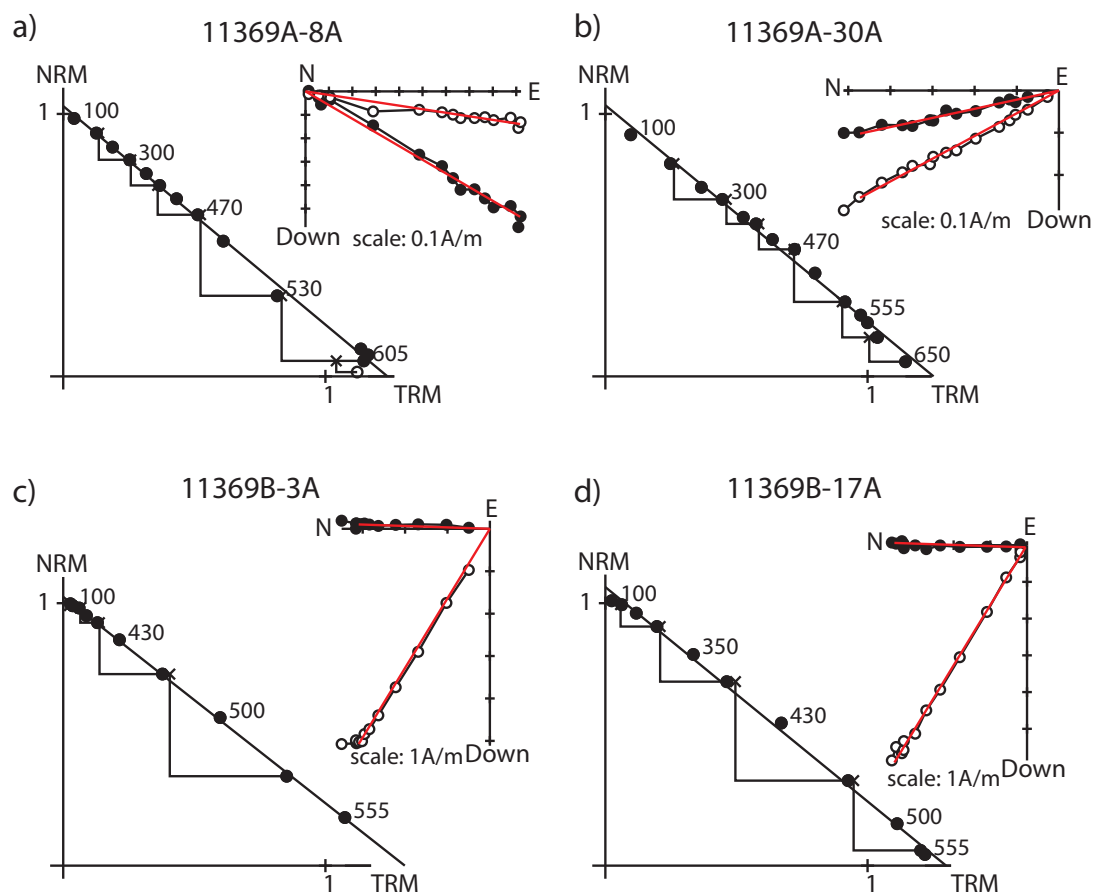 a)
11369A-8A
NRM
1
100
300
470
530
605
1
TRM
N
E
Down
scale: 0.1A/m
b)
11369A-30A
NRM
1
100
300
470
555
650
1
TRM
N
E
scale: 0.1A/m
Down
c)
11369B-3A
NRM
1
100
430
500
555
1
TRM
N
E
scale: 1A/m
Down
d)
11369B-17A
NRM
1
100
350
430
500
555
1
TRM
N
E
scale: 1A/m
Down